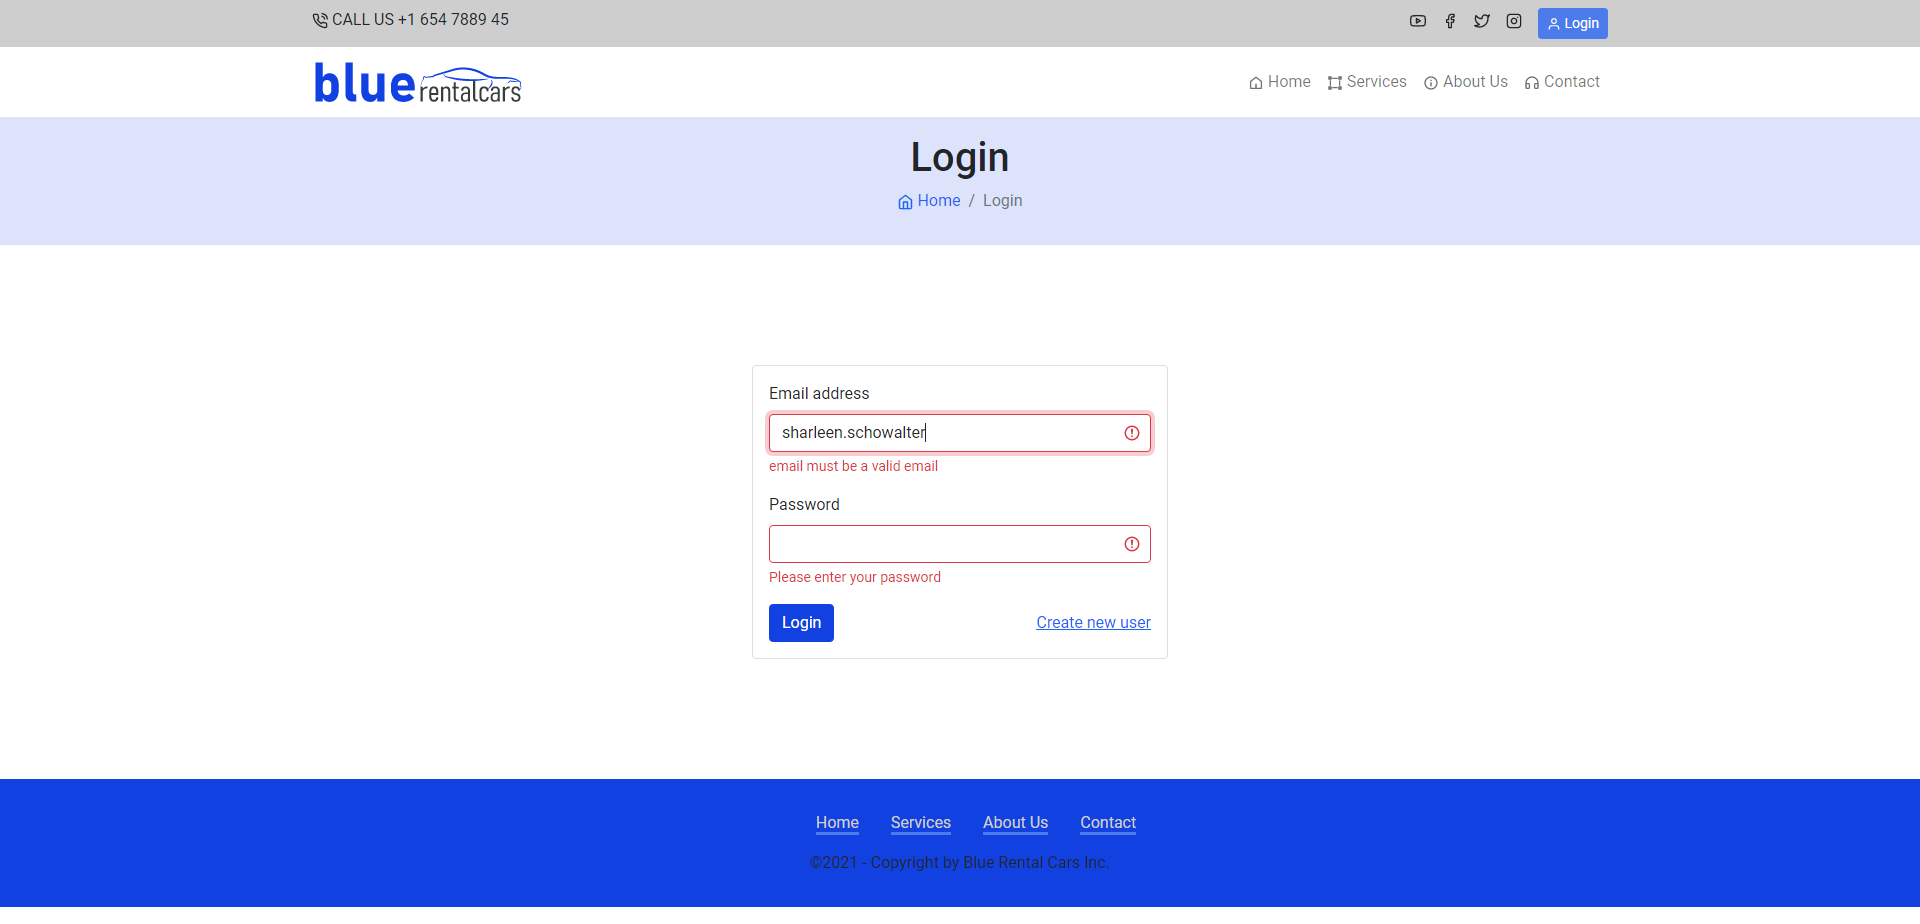 CALL US +1 654 7889 45
Login
blue rentalcars
Home Services About Us Contact
Login
Home / Login
Email address
sharleen.schowalter
email must be a valid email
Password
Please enter your password
Login Create new user
Home Services About Us Contact
©2021 - Copyright by Blue Rental Cars Inc.